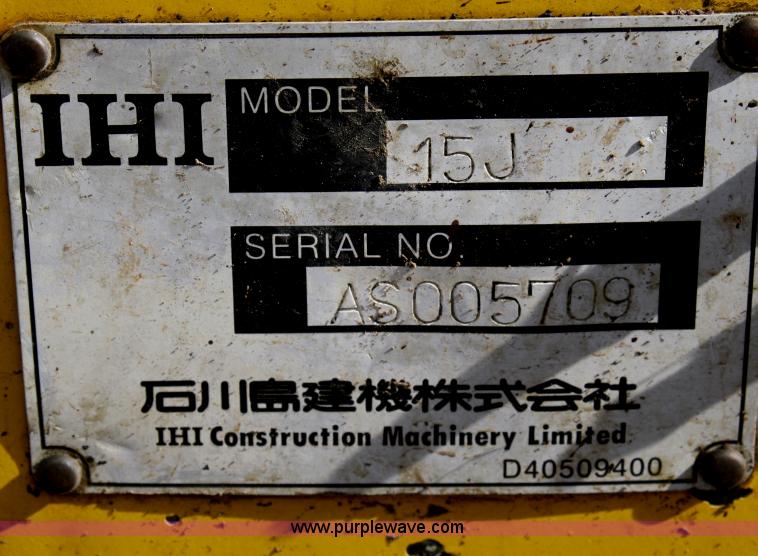 IHI
MODEL
15J
SERIAL NO.
AS005709
石川島建機株式会社
IHI Construction Machinery Limited
D40509400
www.purplewave.com